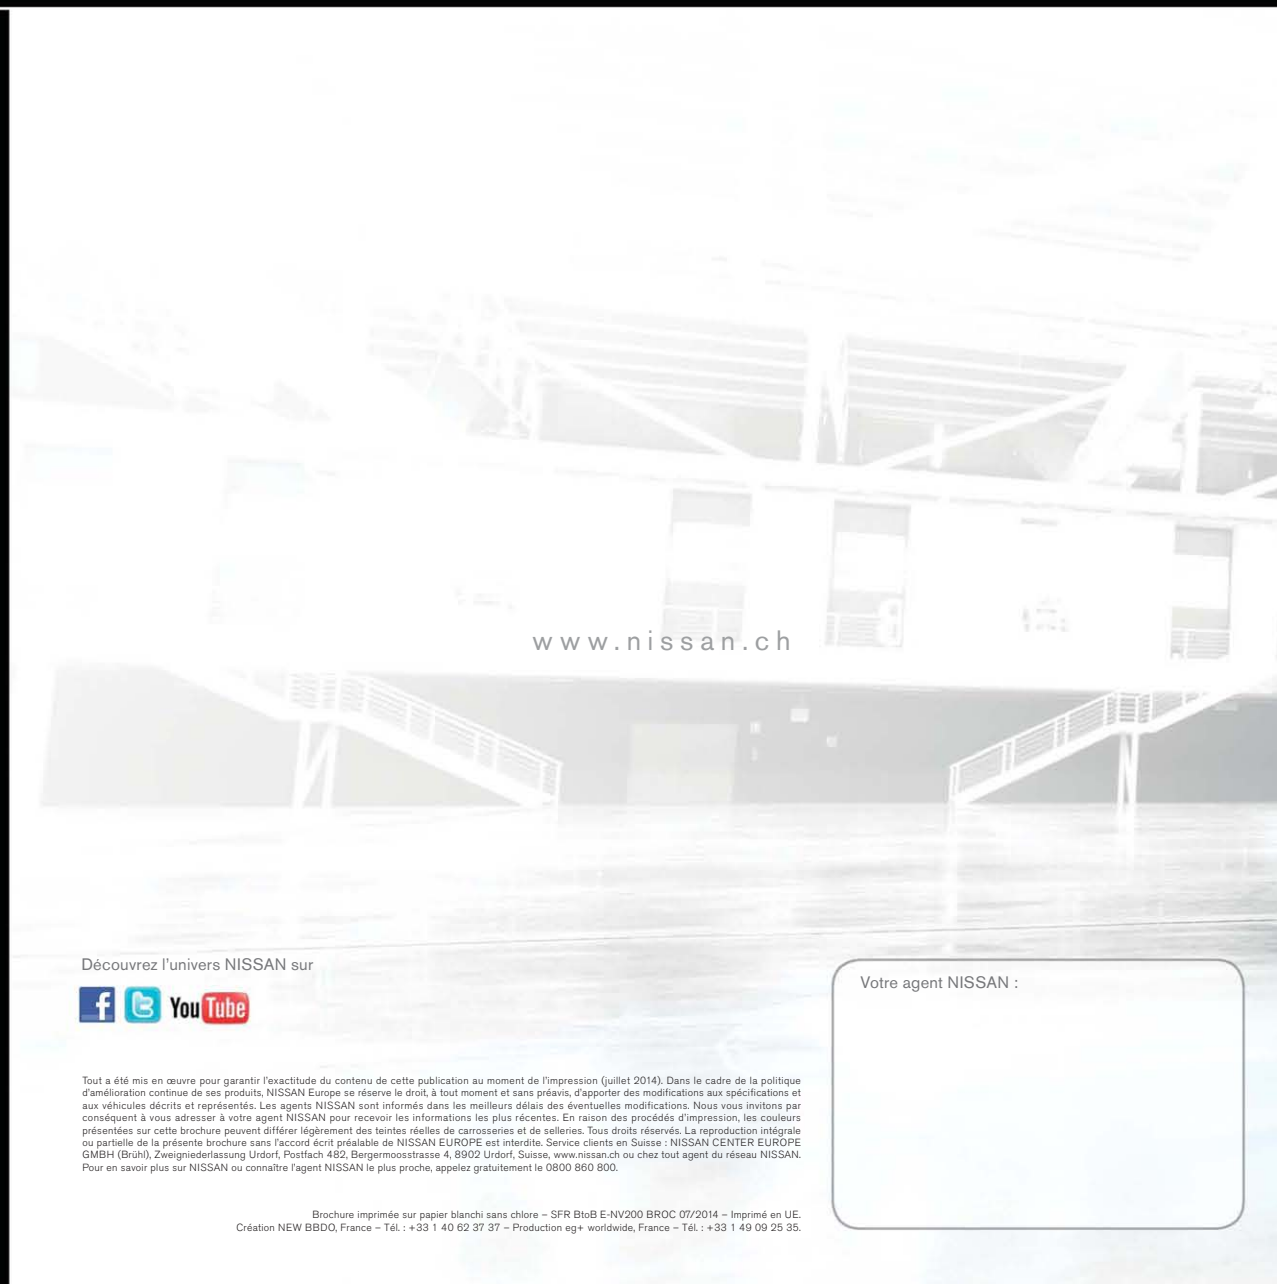 www.nissan.ch
Découvrez l'univers NISSAN sur
f t You Tube
Votre agent NISSAN :
Tout a été mis en œuvre pour garantir l'exactitude du contenu de cette publication au moment de l'impression (juillet 2014). Dans le cadre de la politique
d'amélioration continue de ses produits, NISSAN Europe se réserve le droit, à tout moment et sans préavis, d'apporter des modifications aux spécifications et
aux véhicules décrits et représentés. Les agents NISSAN sont informés dans les meilleurs délais des éventuelles modifications. Nous vous invitons par
conséquent à vous adresser à votre agent NISSAN pour recevoir les informations les plus récentes. En raison des procédés d'impression, les couleurs
présentées sur cette brochure peuvent différer légèrement des teintes réelles de carrosseries et de selleries. Tous droits réservés. La reproduction intégrale
ou partielle de la présente brochure sans l'accord écrit préalable de NISSAN EUROPE est interdite. Service clients en Suisse : NISSAN CENTER EUROPE
GMBH (Brühl), Zweigniederlassung Urdorf, Postfach 482, Bergermoosstrasse 4, 8902 Urdorf, Suisse, www.nissan.ch ou chez tout agent du réseau NISSAN.
Pour en savoir plus sur NISSAN ou connaître l'agent NISSAN le plus proche, appelez gratuitement le 0800 860 800.
Brochure imprimée sur papier blanchi sans chlore – SFR BtoB E-NV200 BROC 07/2014 – Imprimé en UE.
Création NEW BBDO, France – Tél. : +33 1 40 62 37 37 – Production eg+ worldwide, France – Tél. : +33 1 49 09 25 35.